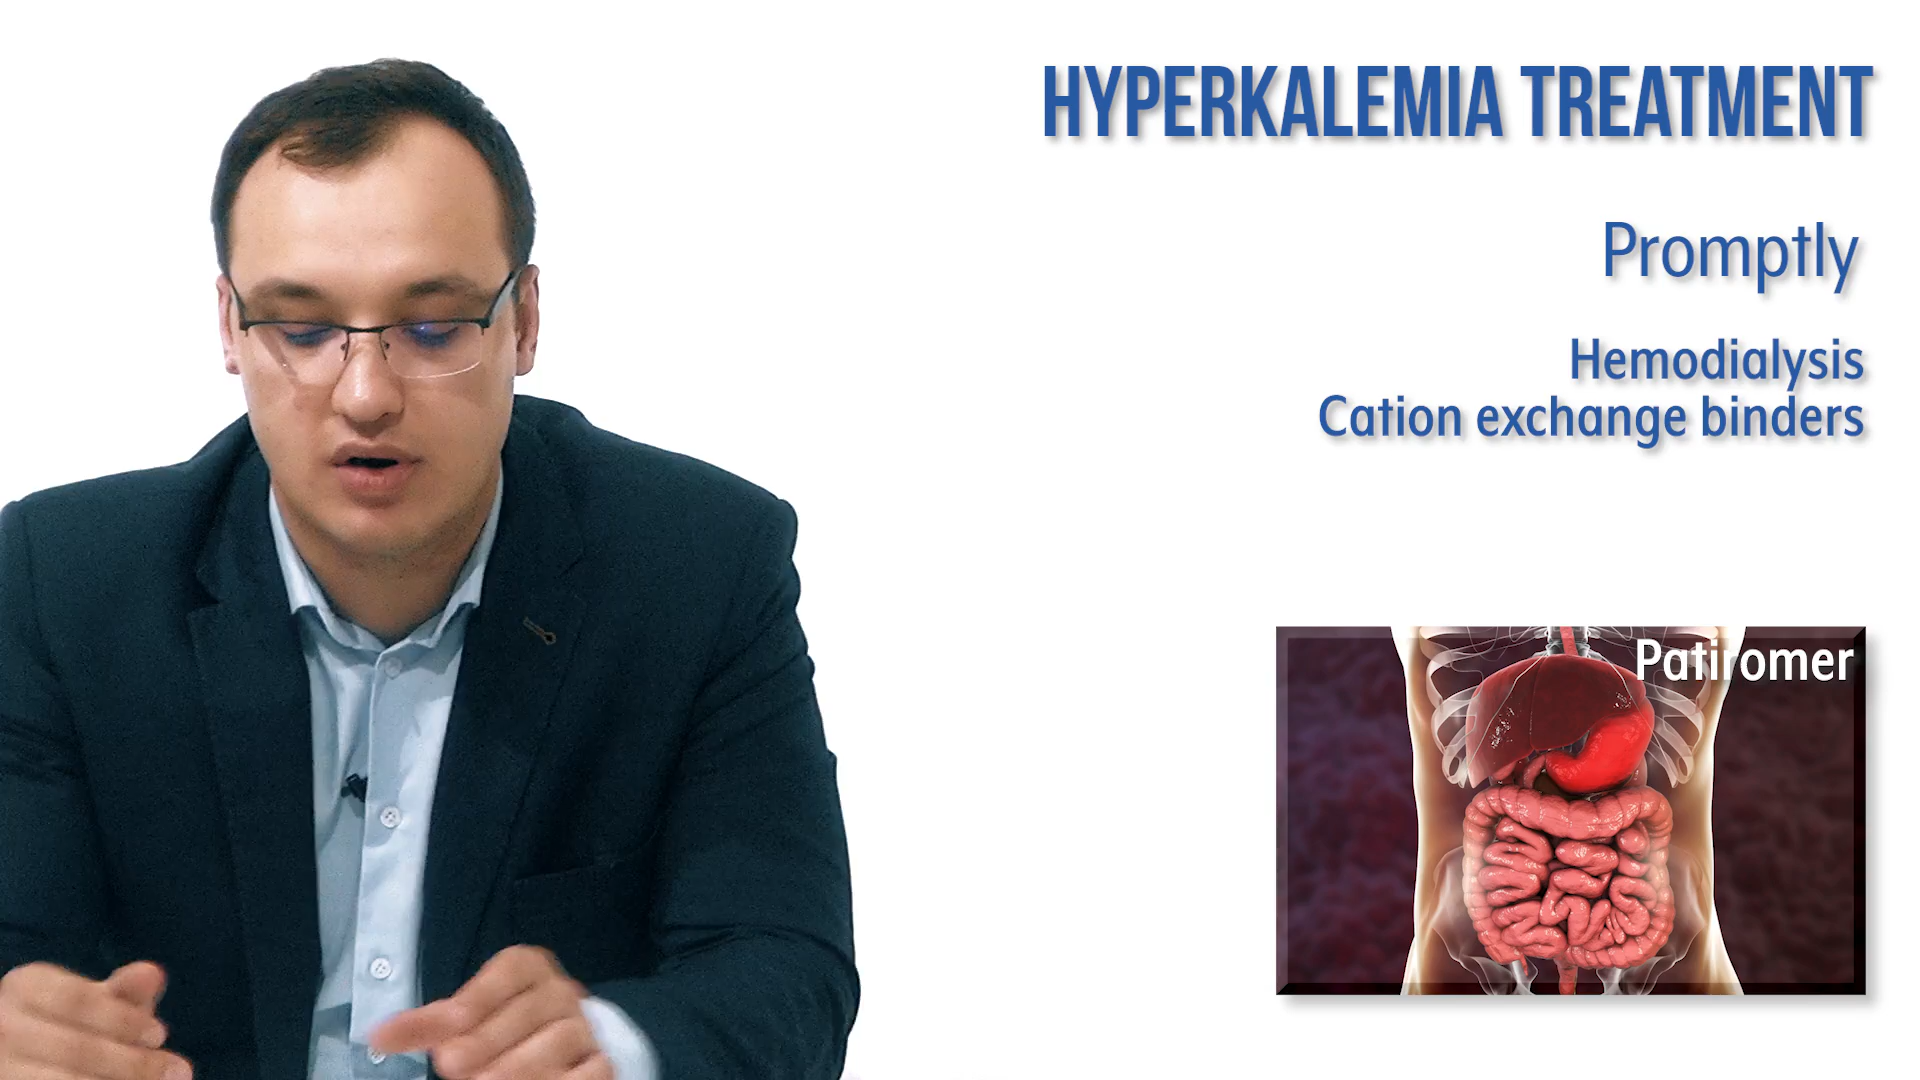 HYPERKALEMIA TREATMENT
Promptly
Hemodialysis
Cation exchange binders
Patiromer